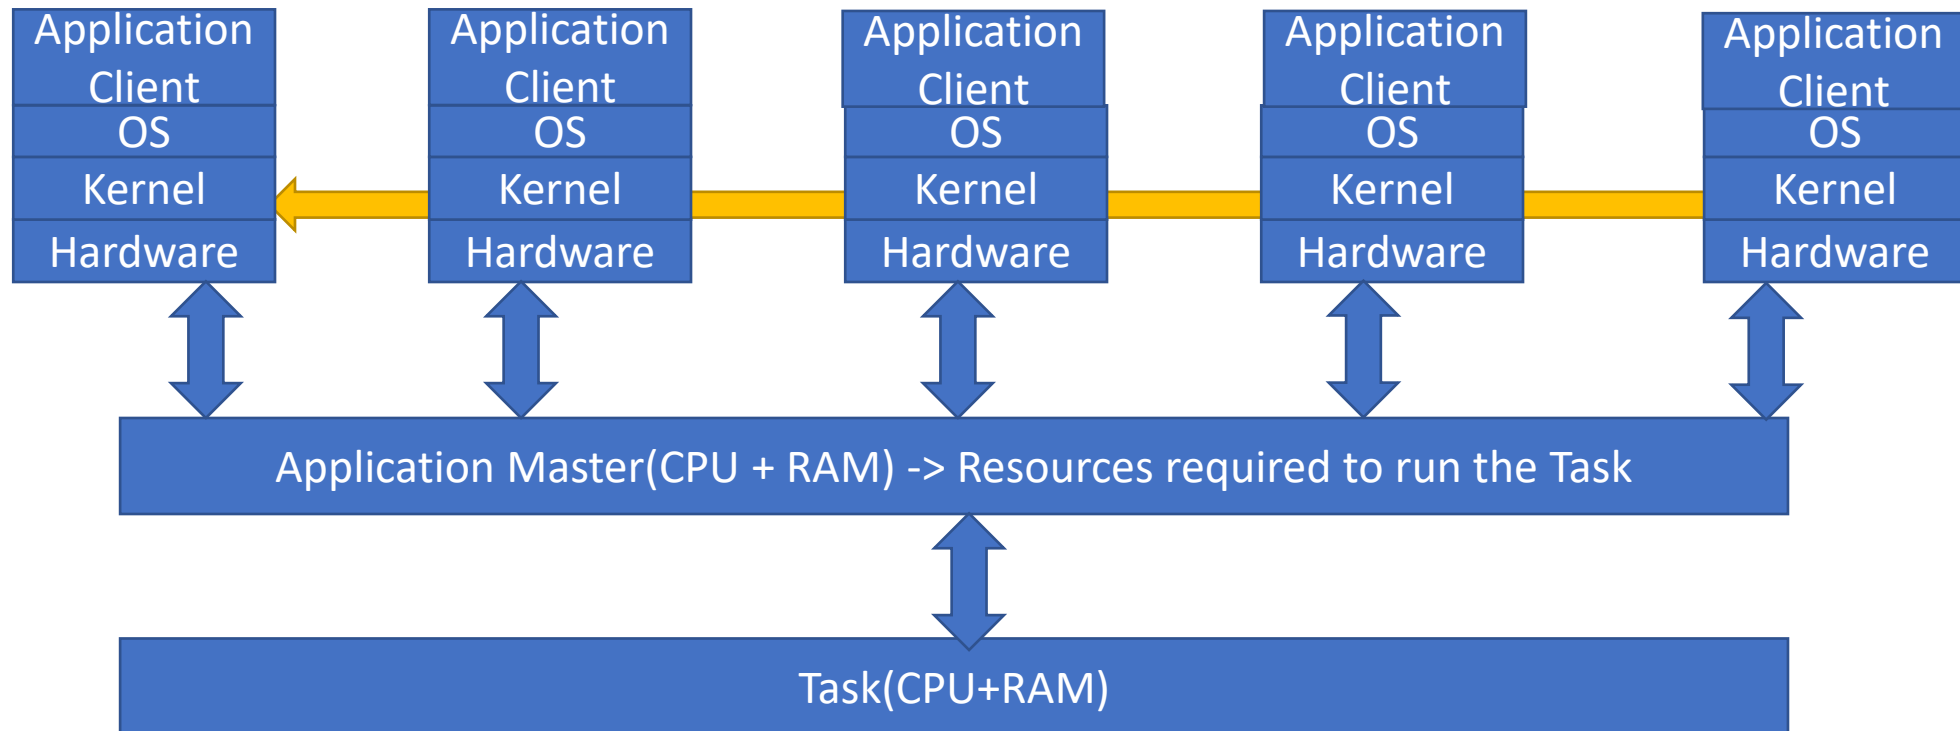 Application
Client
OS
Kernel
Hardware
Application
Client
OS
Kernel
Hardware
Application
Client
OS
Kernel
Hardware
Application
Client
OS
Kernel
Hardware
Application
Client
OS
Kernel
Hardware
Application Master(CPU + RAM) -> Resources required to run the Task
Task(CPU+RAM)